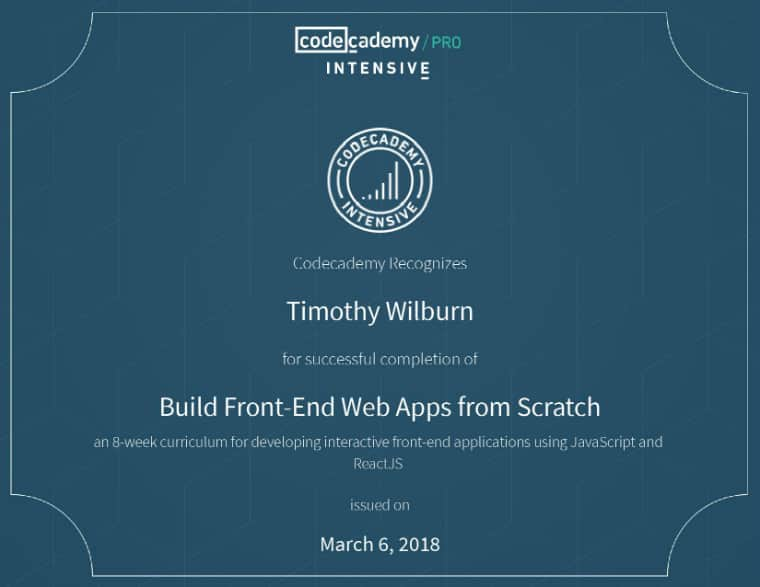 codecademy/PRO
INTENSIVE
CODECADEMY
INTENSIVE
Codecademy Recognizes
Timothy Wilburn
for successful completion of
Build Front-End Web Apps from Scratch
an 8-week curriculum for developing interactive front-end applications using JavaScript and
ReactJS
issued on
March 6, 2018